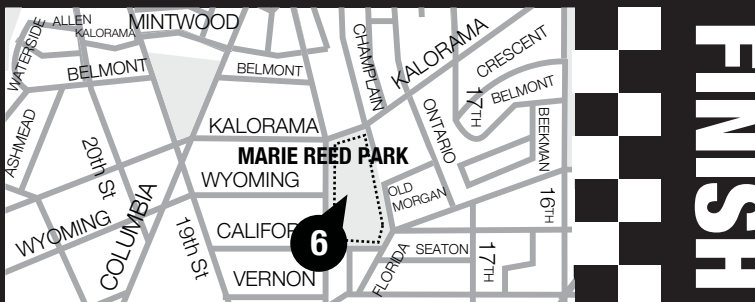 WATERSIDE
ALLEN
KALORAMA
MINTWOOD
BELMONT
BELMONT
CHAMPLAIN
KALORAMA
CRESCENT
17TH
BELMONT
ONTARIO
BEEKMAN
ASHMEAD
20th St
KALORAMA
MARIE REED PARK
WYOMING
OLD
MORGAN
16TH
WYOMING
COLUMBIA
19th St
CALIFOR
6
VERNON
FLORIDA
SEATON
17TH
FINISH